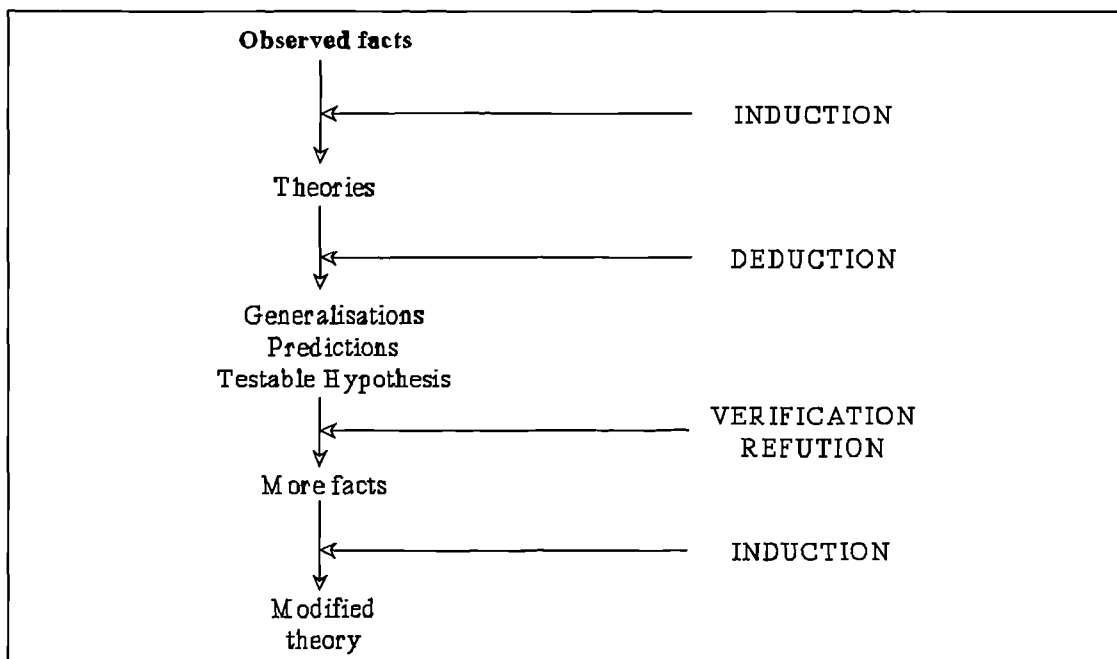 Observed facts
INDUCTION
Theories
DEDUCTION
Generalisations
Predictions
Testable Hypothesis
VERIFICATION
REFUTION
More facts
INDUCTION
Modified
theory